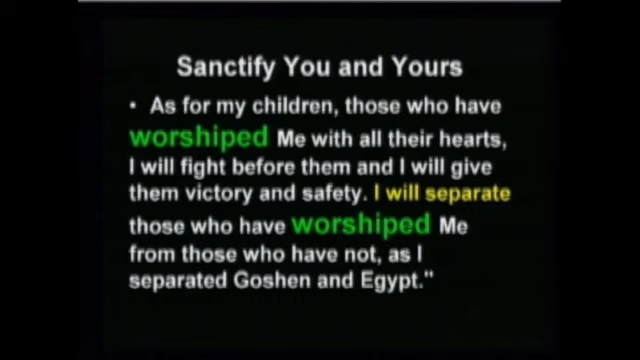 Sanctify You and Yours
• As for my children, those who have
worshiped Me with all their hearts,
I will fight before them and I will give
them victory and safety. I will separate
those who have worshiped Me
from those who have not, as I
separated Goshen and Egypt."